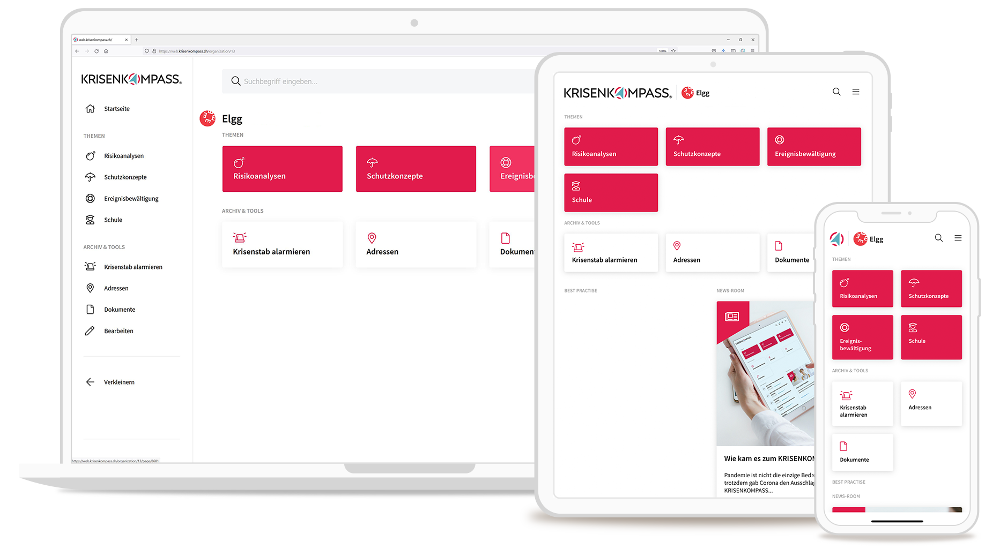 web.krisenkompass.ch/
https://web.krisenkompass.ch/organization/13
160%
KRISENKOMPASS®
Startseite
THEMEN
Risikoanalysen
Schutzkonzepte
Ereignisbewältigung
Schule
ARCHIV & TOOLS
Krisenstab alarmieren
Adressen
Dokumente
Bearbeiten
Verkleinern
https://web.krisenkompass.ch/organization/13/page/8681
Suchbegriff eingeben...
Elgg
THEMEN
Risikoanalysen
Schutzkonzepte
Ereignisb
ARCHIV & TOOLS
Krisenstab alarmieren
Adressen
Dokumen
KRISENKOMPASS®
Elgg
THEMEN
Risikoanalysen
Schutzkonzepte
Ereignisbewältigung
Schule
ARCHIV & TOOLS
Krisenstab alarmieren
Adressen
Dokumente
BEST PRACTISE
NEWS-ROOM
KRISENKOMPASS
Wie kam es zum KRISENKOM
Pandemie ist nicht die einzige Bedro
trotzdem gab Corona den Ausschlag
KRISENKOMPASS...
Elgg
THEMEN
Risikoanalysen
Schutzkonzepte
Ereignis-
bewältigung
Schule
ARCHIV & TOOLS
Krisenstab
alarmieren
Adressen
Dokumente
BEST PRACTISE
NEWS-ROOM